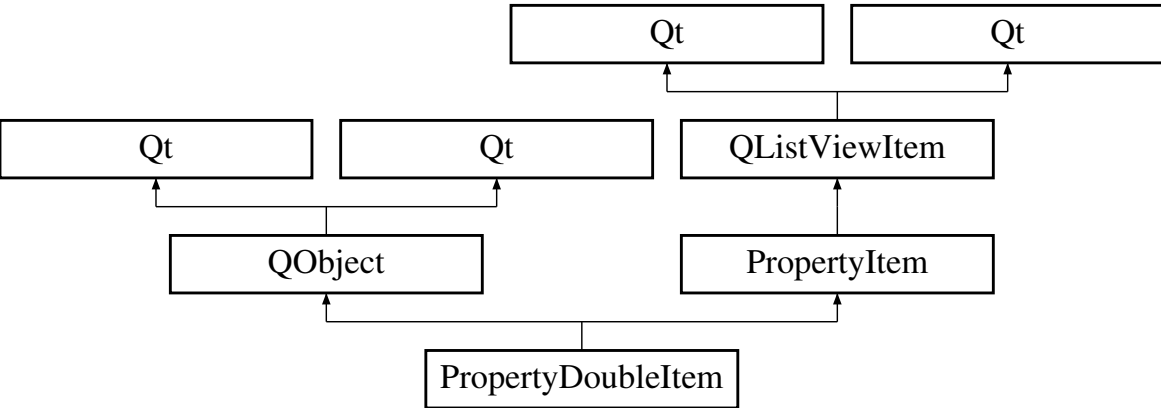 Qt
Qt
Qt
Qt
QListViewItem
QObject
PropertyItem
PropertyDoubleItem